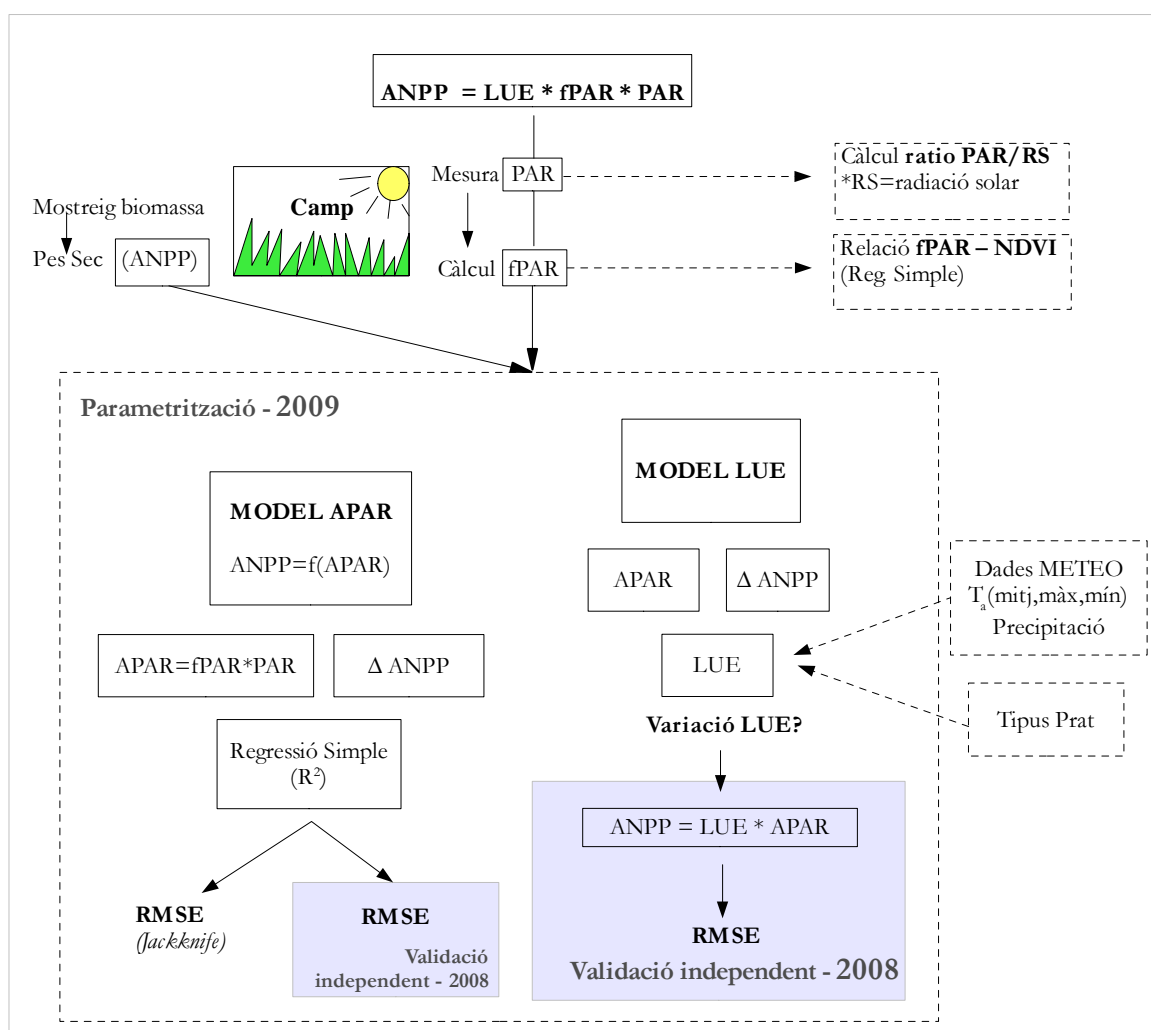 ANPP = LUE * fPAR * PAR
Mesura PAR
Càlcul ratio PAR/RS
*RS=radiació solar
Camp
Mostreig biomassa
Pes Sec (ANPP)
Càlcul fPAR
Relació fPAR – NDVI
(Reg. Simple)
Parametrització - 2009
MODEL APAR
ANPP=f(APAR)
APAR=fPAR*PAR
Δ ANPP
Regressió Simple
(R²)
RMSE
(Jackknife)
RMSE
Validació
independent - 2008
MODEL LUE
APAR
Δ ANPP
LUE
Variació LUE?
ANPP = LUE * APAR
RMSE
Validació independent - 2008
Dades METEO
Tₐ(mitj,màx,mín)
Precipitació
Tipus Prat